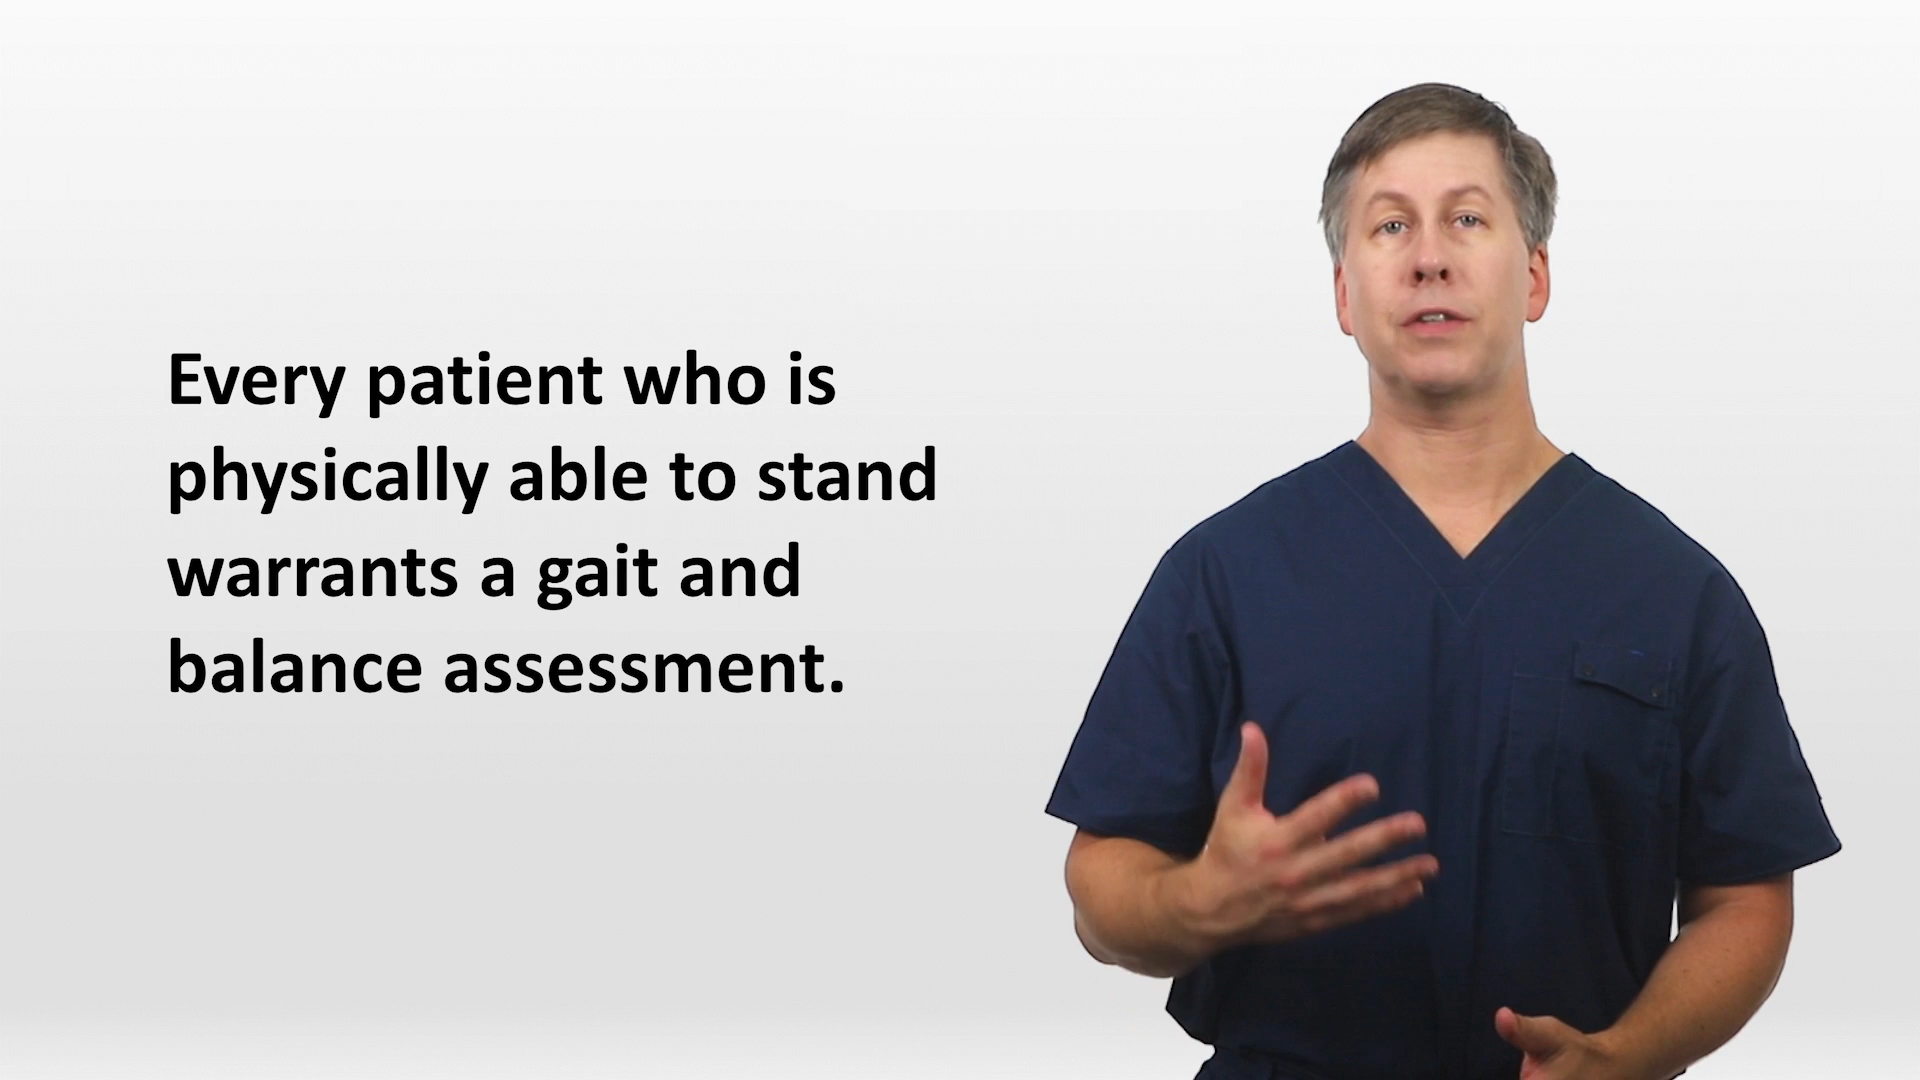 Every patient who is
physically able to stand
warrants a gait and
balance assessment.